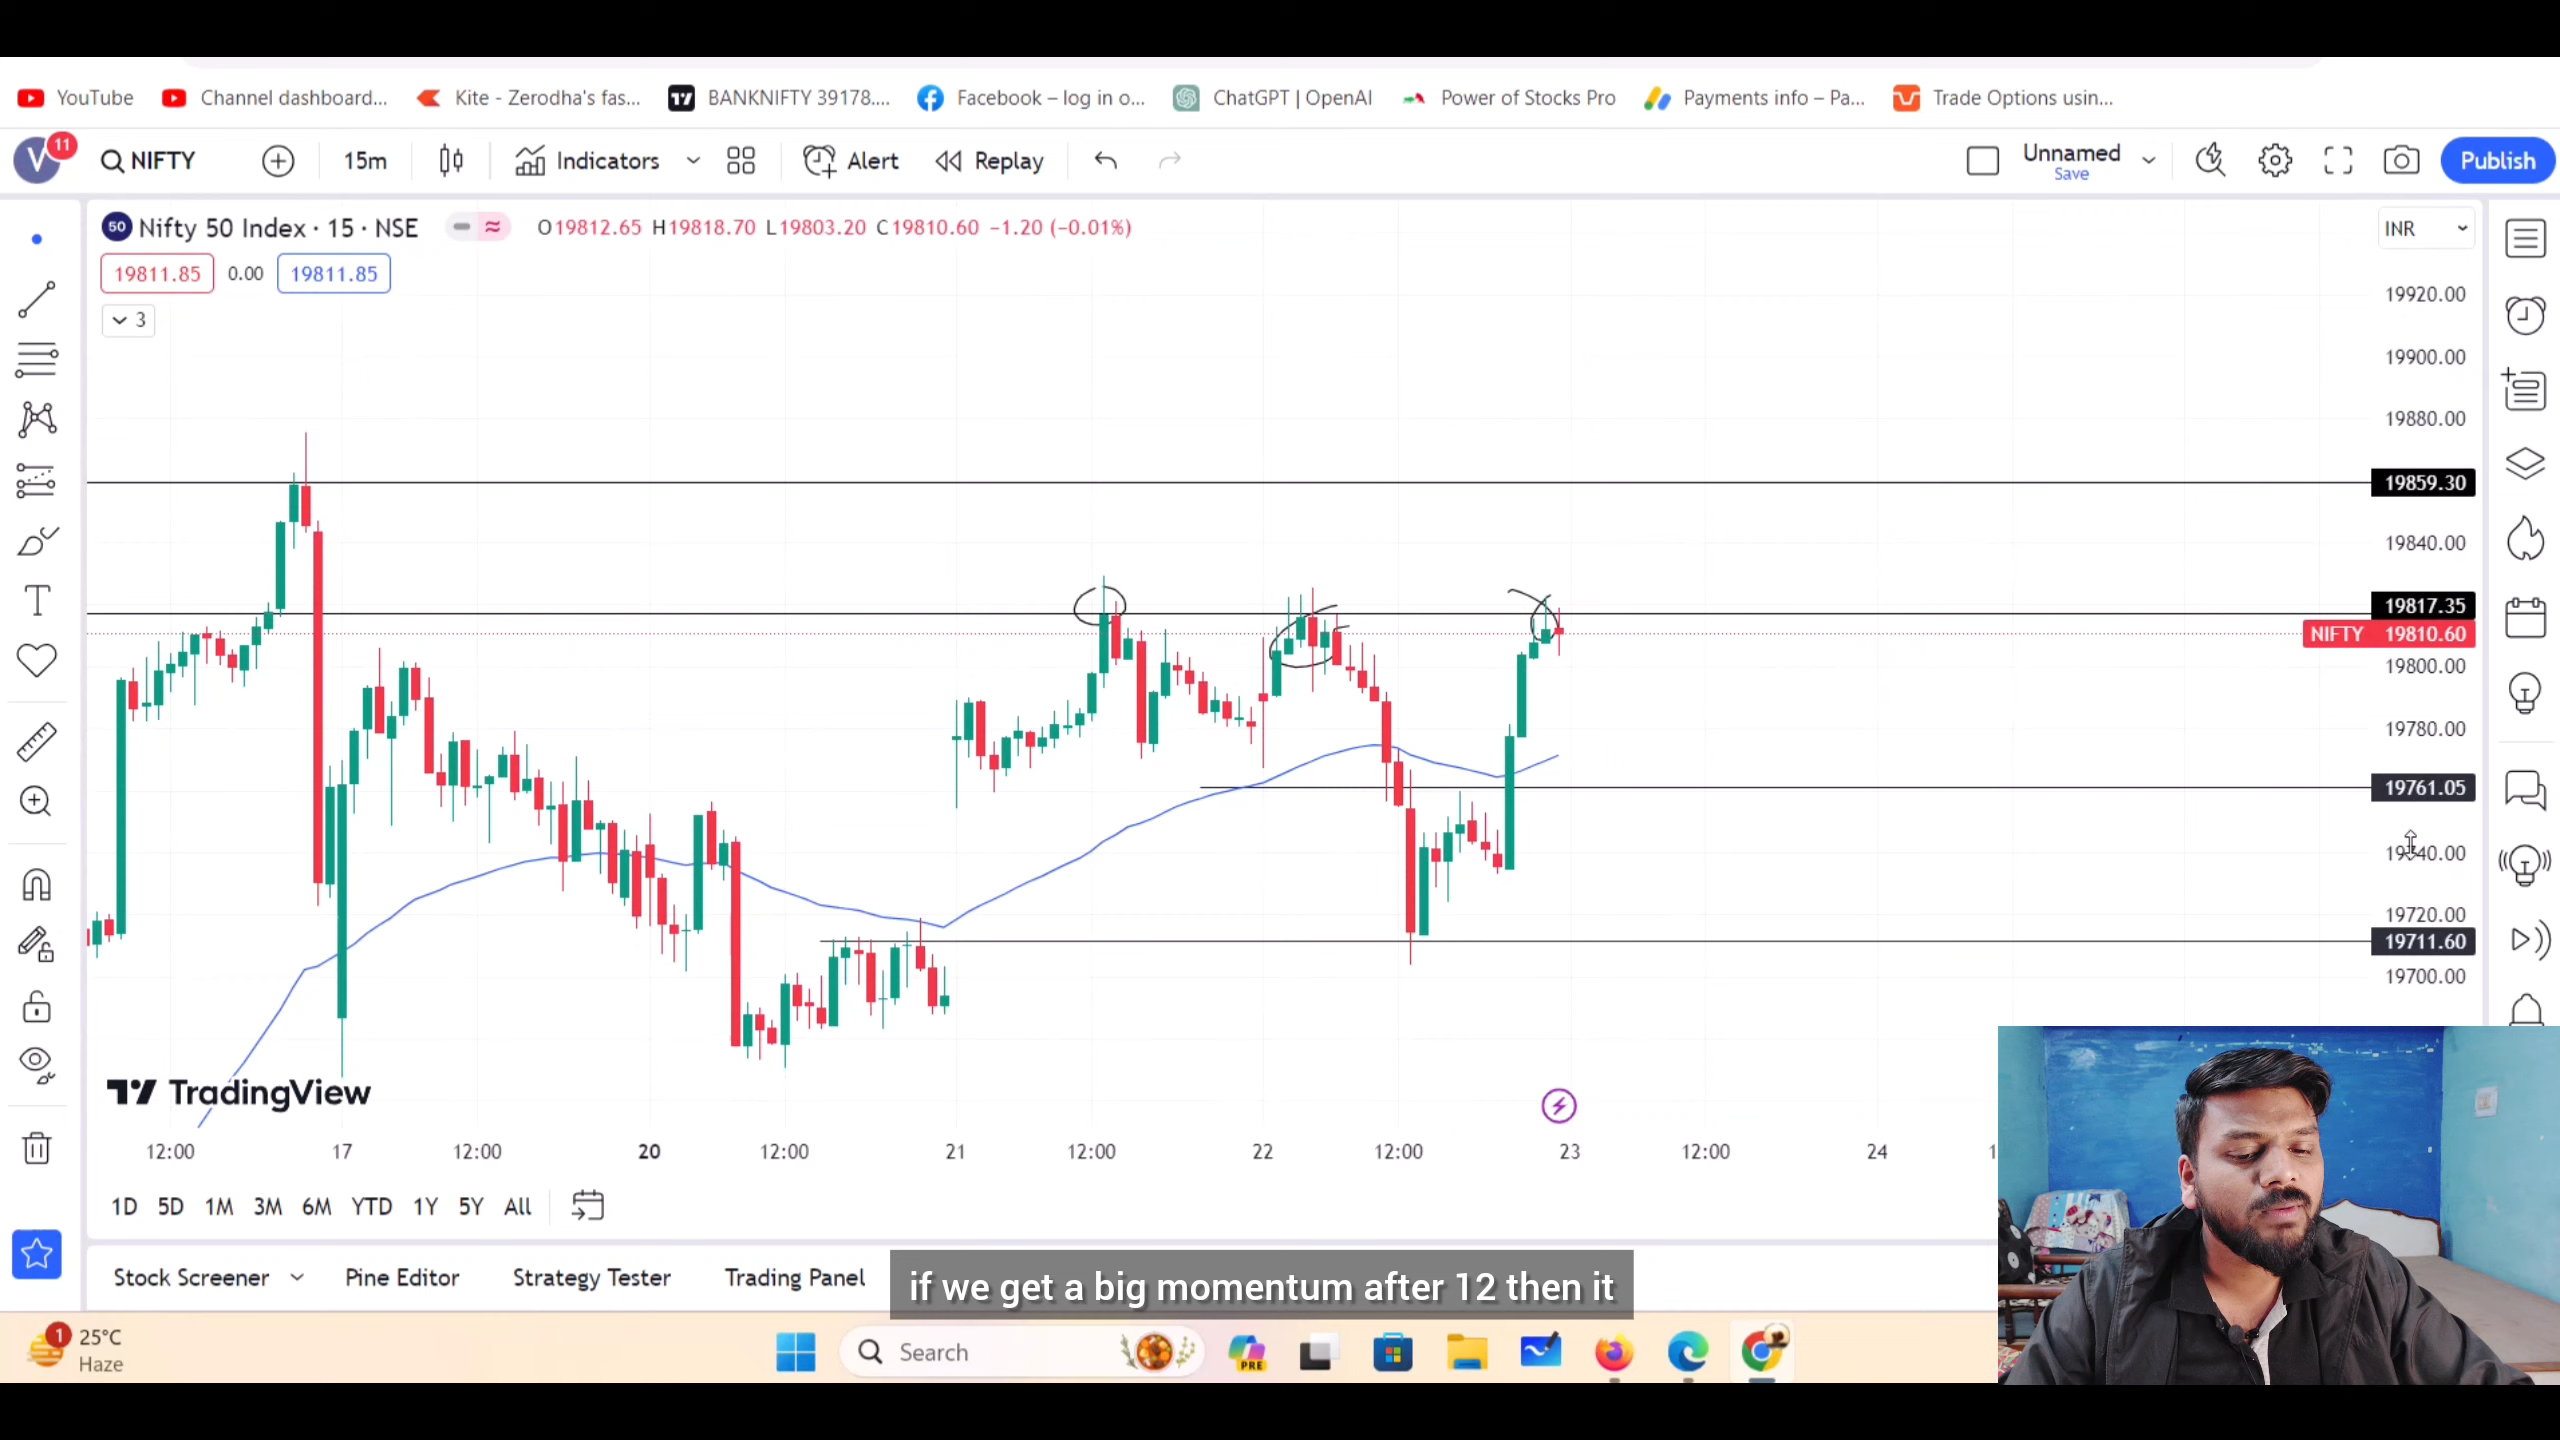 YouTube Channel dashboard... Kite - Zerodha's fas... BANKNIFTY 39178.... Facebook – log in o... ChatGPT | OpenAI Power of Stocks Pro Payments info – Pa... Trade Options usin...
V 11 NIFTY 15m Indicators Alert Replay Unnamed Publish
Save
50 Nifty 50 Index · 15 · NSE O19812.65 H19818.70 L19803.20 C19810.60 −1.20 (−0.01%) INR
19811.85 0.00 19811.85
3
19920.00
19900.00
19880.00
19859.30
19840.00
19817.35
NIFTY 19810.60
19800.00
19780.00
19761.05
19720.00
19711.60
19700.00
TradingView
12:00 17 12:00 20 12:00 21 12:00 22 12:00 23 12:00 24
1D 5D 1M 3M 6M YTD 1Y 5Y All
Stock Screener Pine Editor Strategy Tester Trading Panel
if we get a big momentum after 12 then it
1 25°C
Haze
Search
PRE